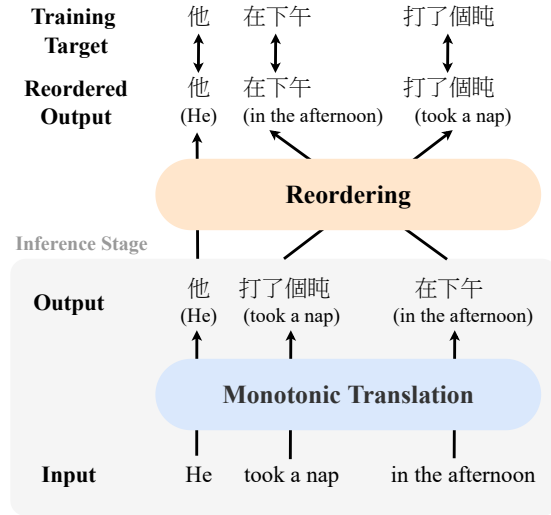 Training Target 他 在下午 打了個盹
Reordered Output 他 在下午 打了個盹
(He) (in the afternoon) (took a nap)
Reordering
Inference Stage
Output 他 打了個盹 在下午
(He) (took a nap) (in the afternoon)
Monotonic Translation
Input He took a nap in the afternoon